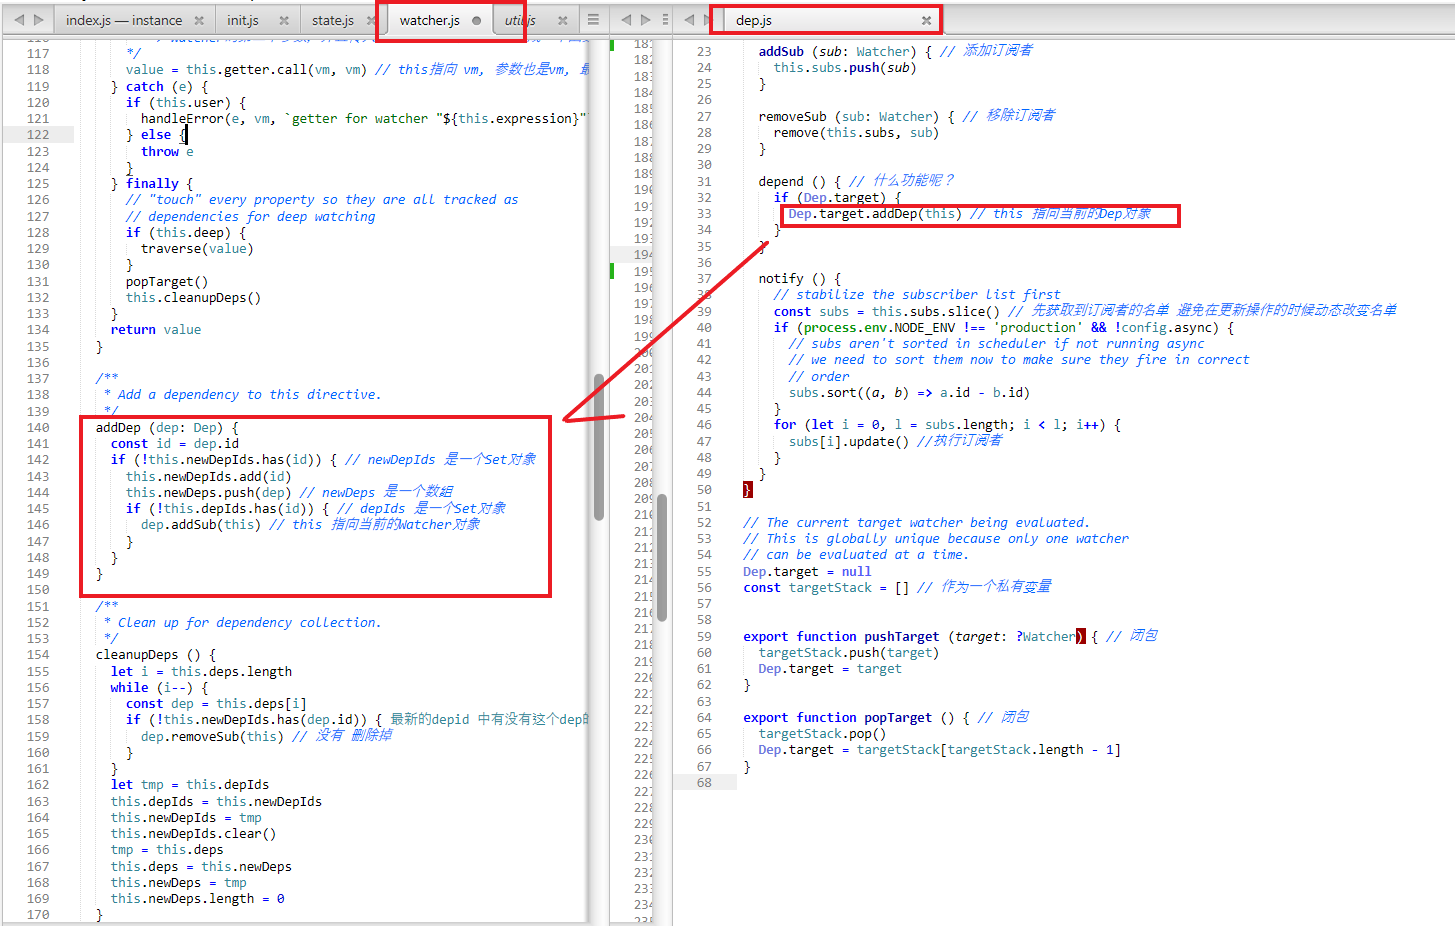 index.js — instance
init.js
state.js
watcher.js
util.js
dep.js
117 */
118 value = this.getter.call(vm, vm) // this指向 vm, 参数也是vm,
119 } catch (e) {
120 if (this.user) {
121 handleError(e, vm, `getter for watcher "${this.expression}"`
122 } else {
123 throw e
124 }
125 } finally {
126 // "touch" every property so they are all tracked as
127 // dependencies for deep watching
128 if (this.deep) {
129 traverse(value)
130 }
131 popTarget()
132 this.cleanupDeps()
133 }
134 return value
135 }
136
137 /**
138 * Add a dependency to this directive.
139 */
140 addDep (dep: Dep) {
141 const id = dep.id
142 if (!this.newDepIds.has(id)) { // newDepIds 是一个Set对象
143 this.newDepIds.add(id)
144 this.newDeps.push(dep) // newDeps 是一个数组
145 if (!this.depIds.has(id)) { // depIds 是一个Set对象
146 dep.addSub(this) // this 指向当前的Watcher对象
147 }
148 }
149 }
150
151 /**
152 * Clean up for dependency collection.
153 */
154 cleanupDeps () {
155 let i = this.deps.length
156 while (i--) {
157 const dep = this.deps[i]
158 if (!this.newDepIds.has(dep.id)) { 最新的depid 中有没有这个dep的
159 dep.removeSub(this) // 没有 删除掉
160 }
161 }
162 let tmp = this.depIds
163 this.depIds = this.newDepIds
164 this.newDepIds = tmp
165 this.newDepIds.clear()
166 tmp = this.deps
167 this.deps = this.newDeps
168 this.newDeps = tmp
169 this.newDeps.length = 0
170 }
23 addSub (sub: Watcher) { // 添加订阅者
24 this.subs.push(sub)
25 }
26
27 removeSub (sub: Watcher) { // 移除订阅者
28 remove(this.subs, sub)
29 }
30
31 depend () { // 什么功能呢？
32 if (Dep.target) {
33 Dep.target.addDep(this) // this 指向当前的Dep对象
34 }
35 }
36
37 notify () {
38 // stabilize the subscriber list first
39 const subs = this.subs.slice() // 先获取到订阅者的名单 避免在更新操作的时候动态改变名单
40 if (process.env.NODE_ENV !== 'production' && !config.async) {
41 // subs aren't sorted in scheduler if not running async
42 // we need to sort them now to make sure they fire in correct
43 // order
44 subs.sort((a, b) => a.id - b.id)
45 }
46 for (let i = 0, l = subs.length; i < l; i++) {
47 subs[i].update() //执行订阅者
48 }
49 }
50 }
51
52 // The current target watcher being evaluated.
53 // This is globally unique because only one watcher
54 // can be evaluated at a time.
55 Dep.target = null
56 const targetStack = [] // 作为一个私有变量
57
58
59 export function pushTarget (target: ?Watcher) { // 闭包
60 targetStack.push(target)
61 Dep.target = target
62 }
63
64 export function popTarget () { // 闭包
65 targetStack.pop()
66 Dep.target = targetStack[targetStack.length - 1]
67 }
68